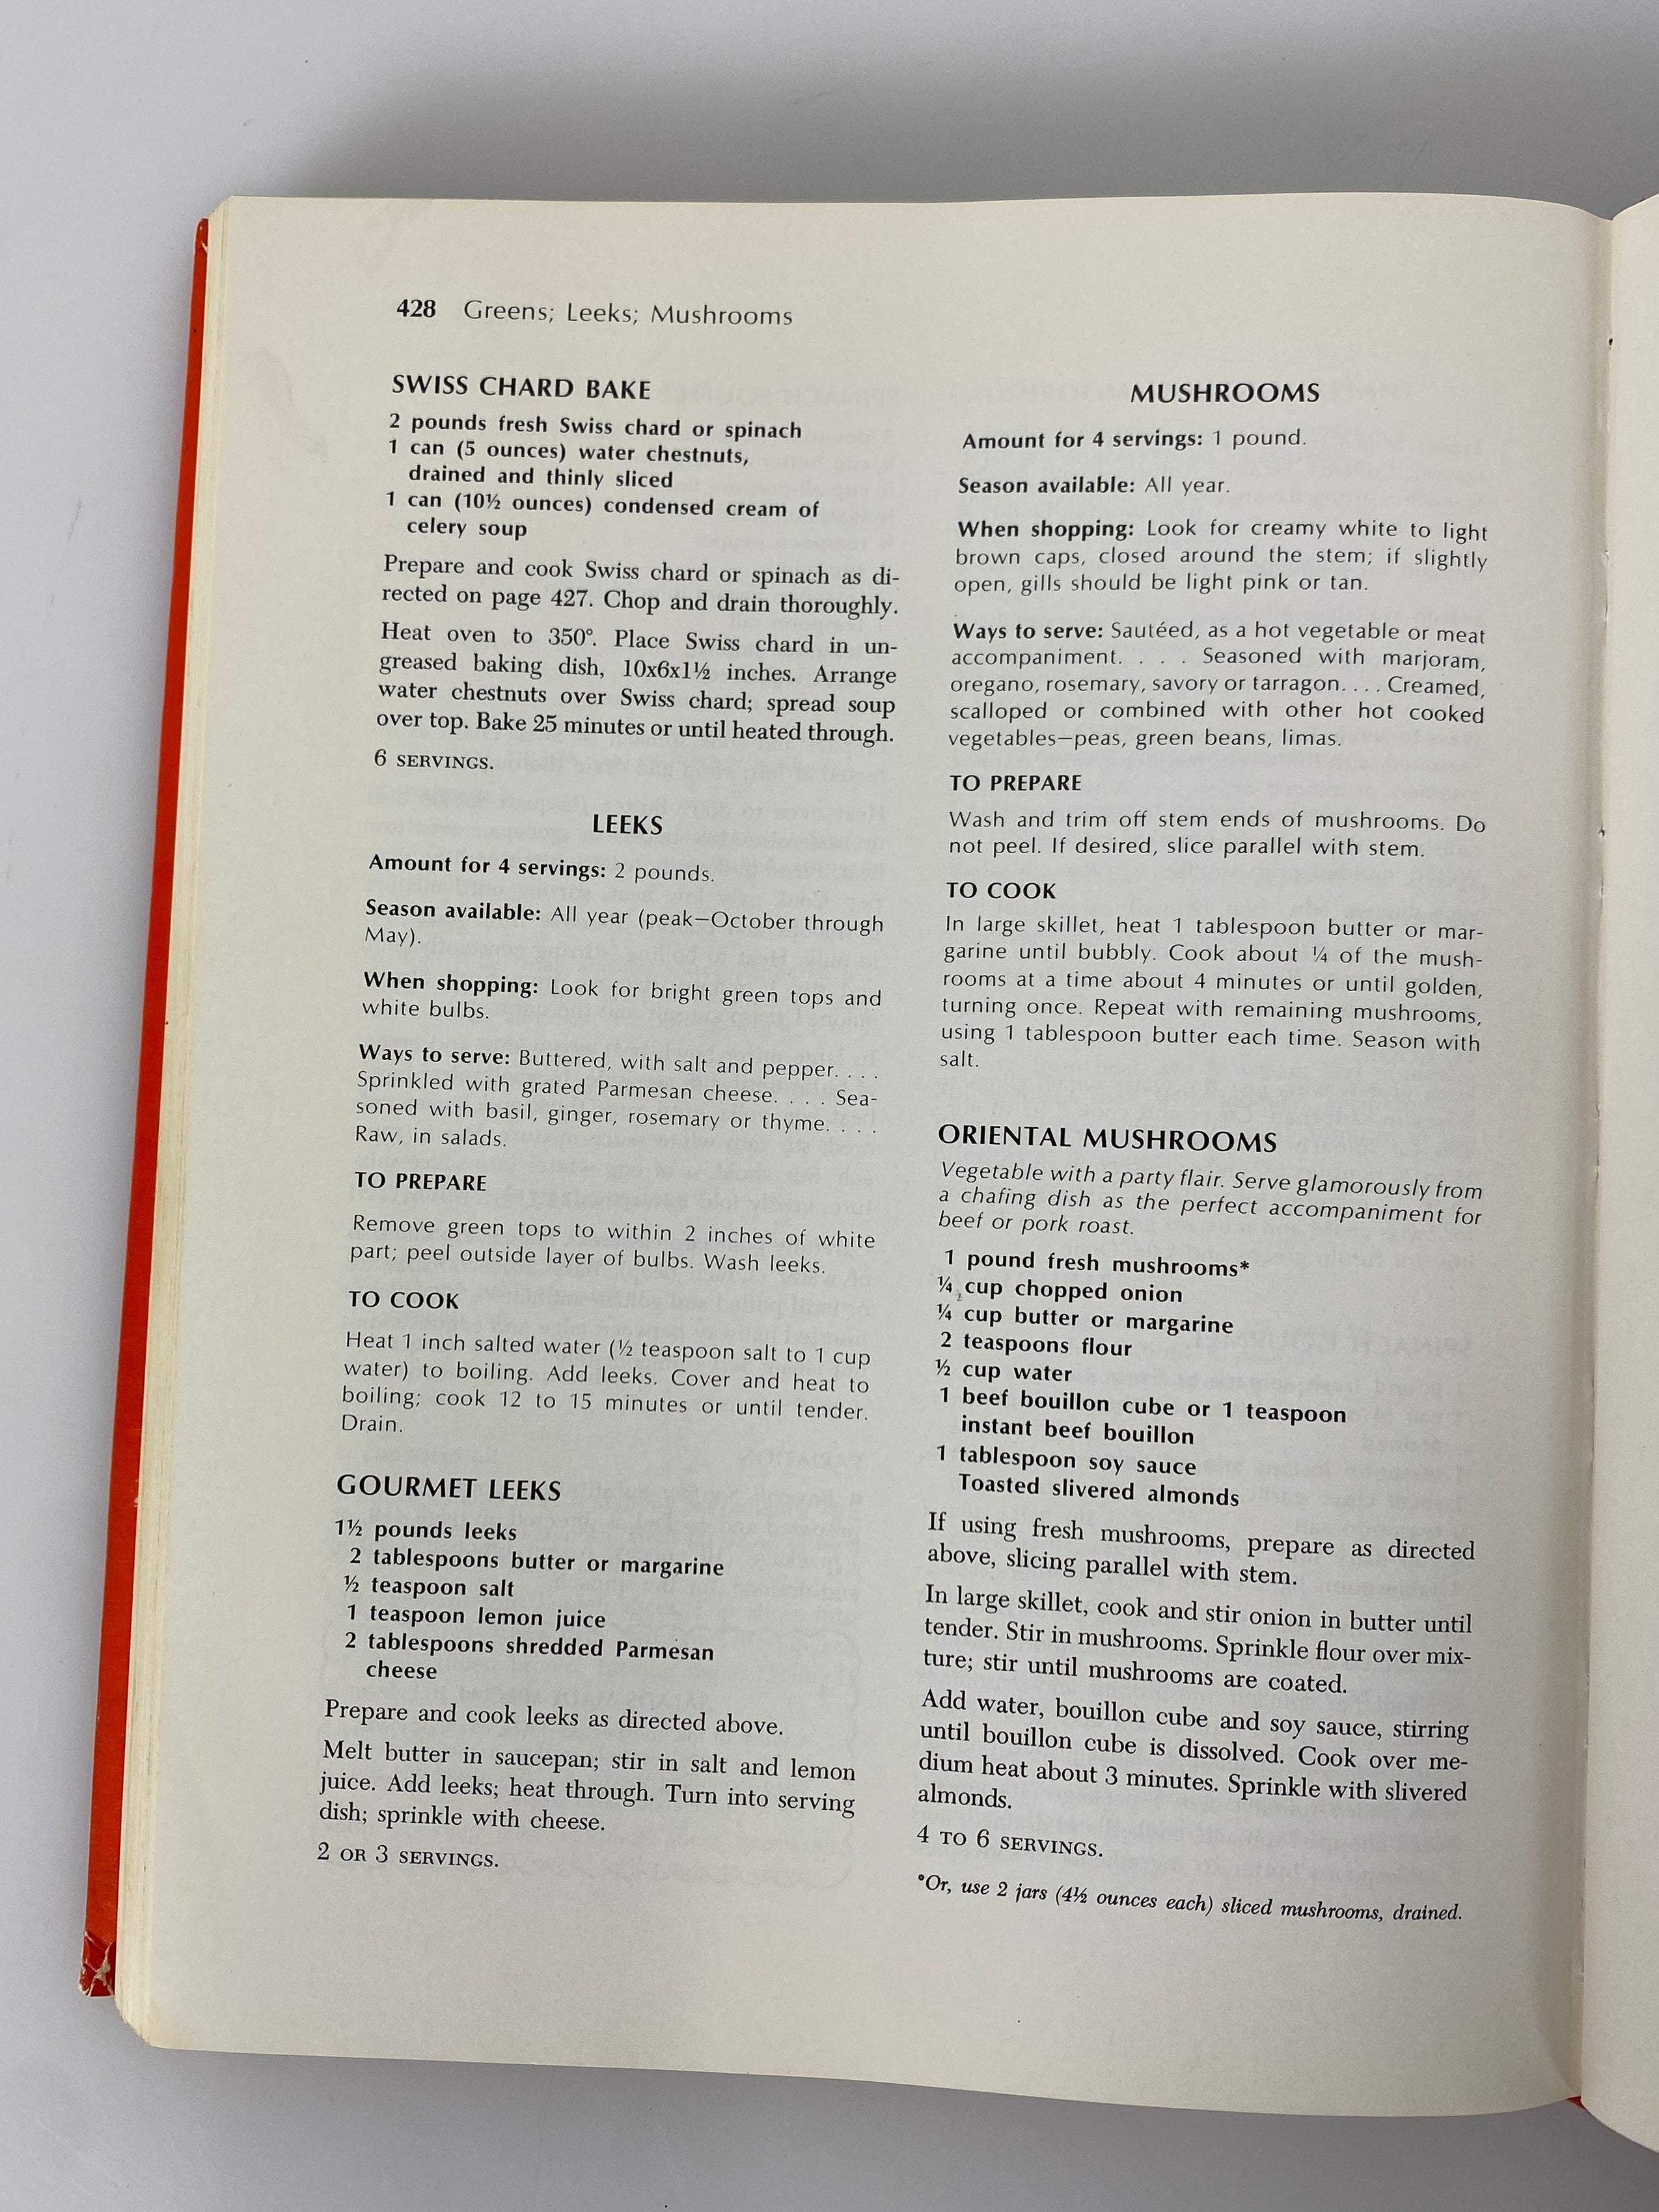 428 Greens; Leeks; Mushrooms
SWISS CHARD BAKE
2 pounds fresh Swiss chard or spinach
1 can (5 ounces) water chestnuts,
drained and thinly sliced
1 can (10½ ounces) condensed cream of
celery soup
Prepare and cook Swiss chard or spinach as di-
rected on page 427. Chop and drain thoroughly.
Heat oven to 350°. Place Swiss chard in un-
greased baking dish, 10x6x1½ inches. Arrange
water chestnuts over Swiss chard; spread soup
over top. Bake 25 minutes or until heated through.
6 SERVINGS.
LEEKS
Amount for 4 servings: 2 pounds.
Season available: All year (peak—October through
May).
When shopping: Look for bright green tops and
white bulbs.
Ways to serve: Buttered, with salt and pepper. . . .
Sprinkled with grated Parmesan cheese. . . . Sea-
soned with basil, ginger, rosemary or thyme. . . .
Raw, in salads.
TO PREPARE
Remove green tops to within 2 inches of white
part; peel outside layer of bulbs. Wash leeks.
TO COOK
Heat 1 inch salted water (½ teaspoon salt to 1 cup
water) to boiling. Add leeks. Cover and heat to
boiling; cook 12 to 15 minutes or until tender.
Drain.
GOURMET LEEKS
1½ pounds leeks
2 tablespoons butter or margarine
½ teaspoon salt
1 teaspoon lemon juice
2 tablespoons shredded Parmesan
cheese
Prepare and cook leeks as directed above.
Melt butter in saucepan; stir in salt and lemon
juice. Add leeks; heat through. Turn into serving
dish; sprinkle with cheese.
2 OR 3 SERVINGS.
MUSHROOMS
Amount for 4 servings: 1 pound.
Season available: All year.
When shopping: Look for creamy white to light
brown caps, closed around the stem; if slightly
open, gills should be light pink or tan.
Ways to serve: Sautéed, as a hot vegetable or meat
accompaniment. . . . Seasoned with marjoram,
oregano, rosemary, savory or tarragon. . . . Creamed,
scalloped or combined with other hot cooked
vegetables—peas, green beans, limas.
TO PREPARE
Wash and trim off stem ends of mushrooms. Do
not peel. If desired, slice parallel with stem.
TO COOK
In large skillet, heat 1 tablespoon butter or mar-
garine until bubbly. Cook about ¼ of the mush-
rooms at a time about 4 minutes or until golden,
turning once. Repeat with remaining mushrooms,
using 1 tablespoon butter each time. Season with
salt.
ORIENTAL MUSHROOMS
Vegetable with a party flair. Serve glamorously from
a chafing dish as the perfect accompaniment for
beef or pork roast.
1 pound fresh mushrooms*
¼ cup chopped onion
¼ cup butter or margarine
2 teaspoons flour
½ cup water
1 beef bouillon cube or 1 teaspoon
instant beef bouillon
1 tablespoon soy sauce
Toasted slivered almonds
If using fresh mushrooms, prepare as directed
above, slicing parallel with stem.
In large skillet, cook and stir onion in butter until
tender. Stir in mushrooms. Sprinkle flour over mix-
ture; stir until mushrooms are coated.
Add water, bouillon cube and soy sauce, stirring
until bouillon cube is dissolved. Cook over me-
dium heat about 3 minutes. Sprinkle with slivered
almonds.
4 TO 6 SERVINGS.
*Or, use 2 jars (4½ ounces each) sliced mushrooms, drained.